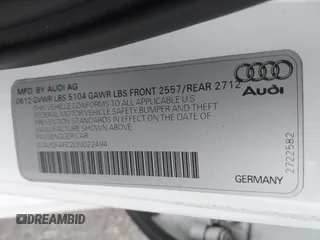 MFD. BY AUDI AG
0612 GVWR LBS 5104 GAWR LBS FRONT 2557/REAR 2712
THIS VEHICLE CONFORMS TO ALL APPLICABLE U.S
FEDERAL MOTOR VEHICLE SAFETY, BUMPER AND THEFT
PREVENTION STANDARDS IN EFFECT ON THE DATE OF
MANUFACTURE SHOWN ABOVE
PASSENGER CAR
Audi
GERMANY
2722582
@DREAMBID